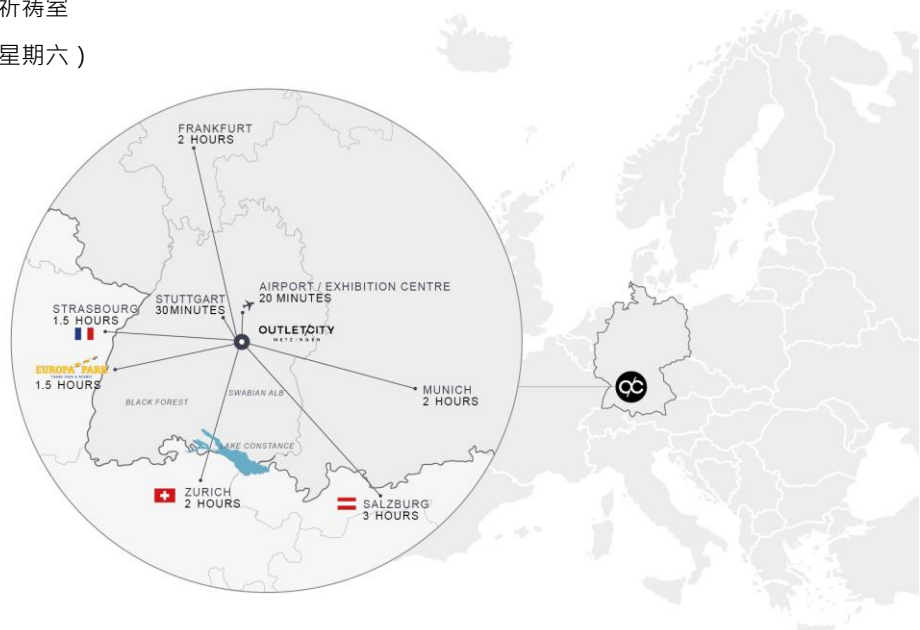 祈祷室
星期六）
FRANKFURT
2 HOURS
AIRPORT / EXHIBITION CENTRE
20 MINUTES
STUTTGART
30MINUTES
STRASBOURG
1.5 HOURS
OUTLETCITY
METZINGEN
EUROPA PARK
1.5 HOURS
MUNICH
2 HOURS
SWABIAN ALB
BLACK FOREST
LAKE CONSTANCE
ZURICH
2 HOURS
SALZBURG
3 HOURS